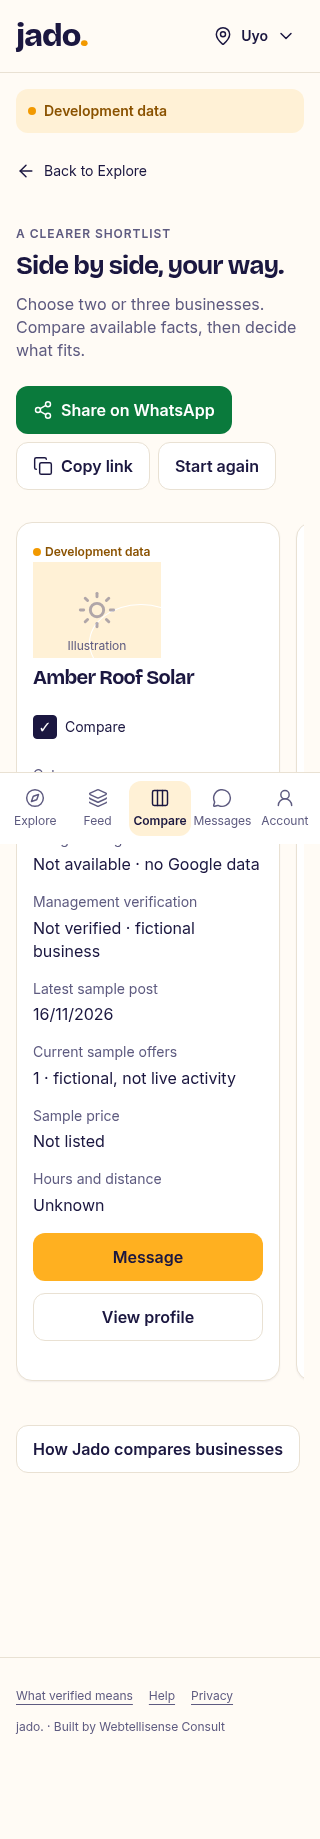 jado.
Uyo
Development data
Back to Explore
A CLEARER SHORTLIST
Side by side, your way.
Choose two or three businesses.
Compare available facts, then decide
what fits.
Share on WhatsApp
Copy link
Start again
Development data
Illustration
Amber Roof Solar
Compare
Explore
Feed
Compare
Messages
Account
Not available · no Google data
Management verification
Not verified · fictional
business
Latest sample post
16/11/2026
Current sample offers
1 · fictional, not live activity
Sample price
Not listed
Hours and distance
Unknown
Message
View profile
How Jado compares businesses
What verified means
Help
Privacy
jado. · Built by Webtellisense Consult